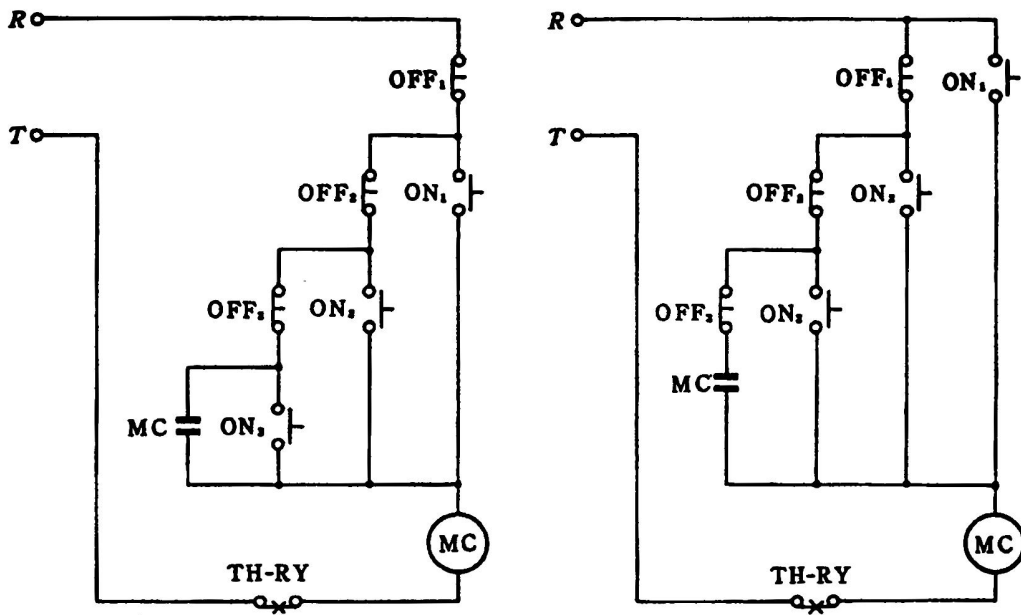 R
OFF₁
T
OFF₂
ON₁
OFF₃
ON₂
MC
ON₃
MC
TH-RY
R
OFF₁
ON₁
T
OFF₂
ON₂
OFF₃
ON₃
MC
MC
TH-RY